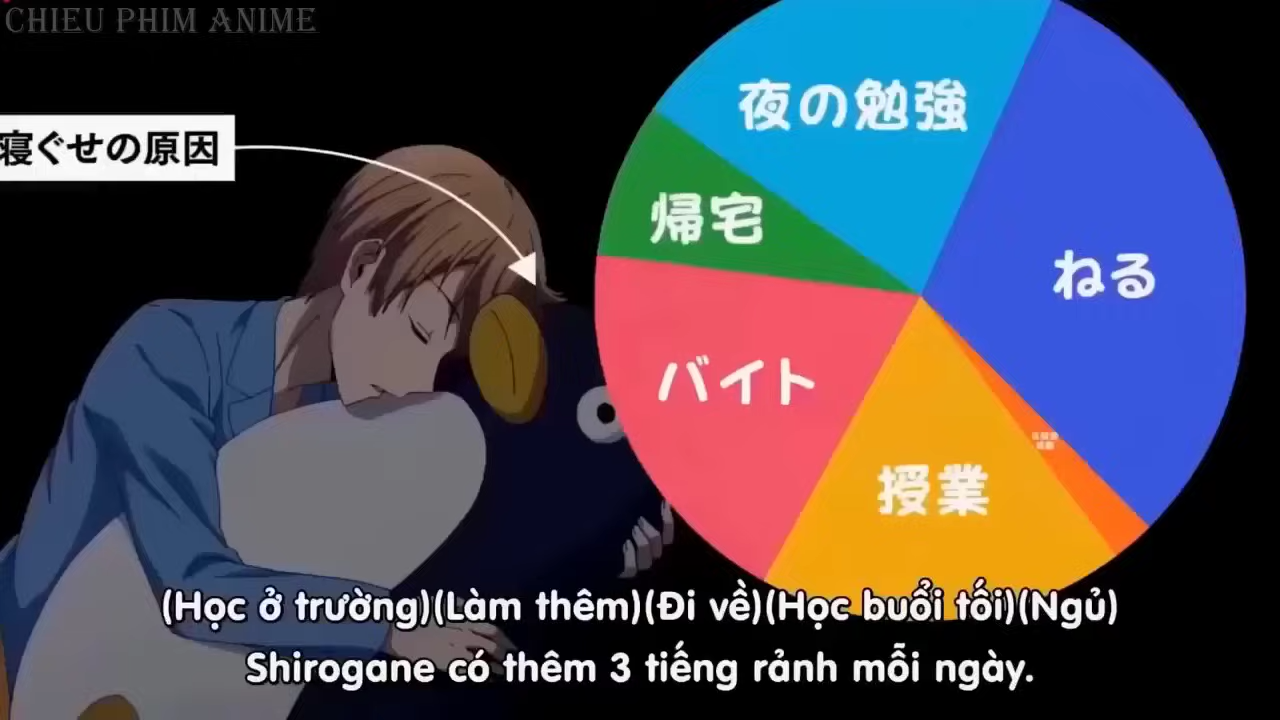 CHIEU PHIM ANIME
寝ぐせの原因
夜の勉強
帰宅
ねる
バイト
授業
(Học ở trường)(Làm thêm)(Đi về)(Học buổi tối)(Ngủ)
Shirogane có thêm 3 tiếng rảnh mỗi ngày.